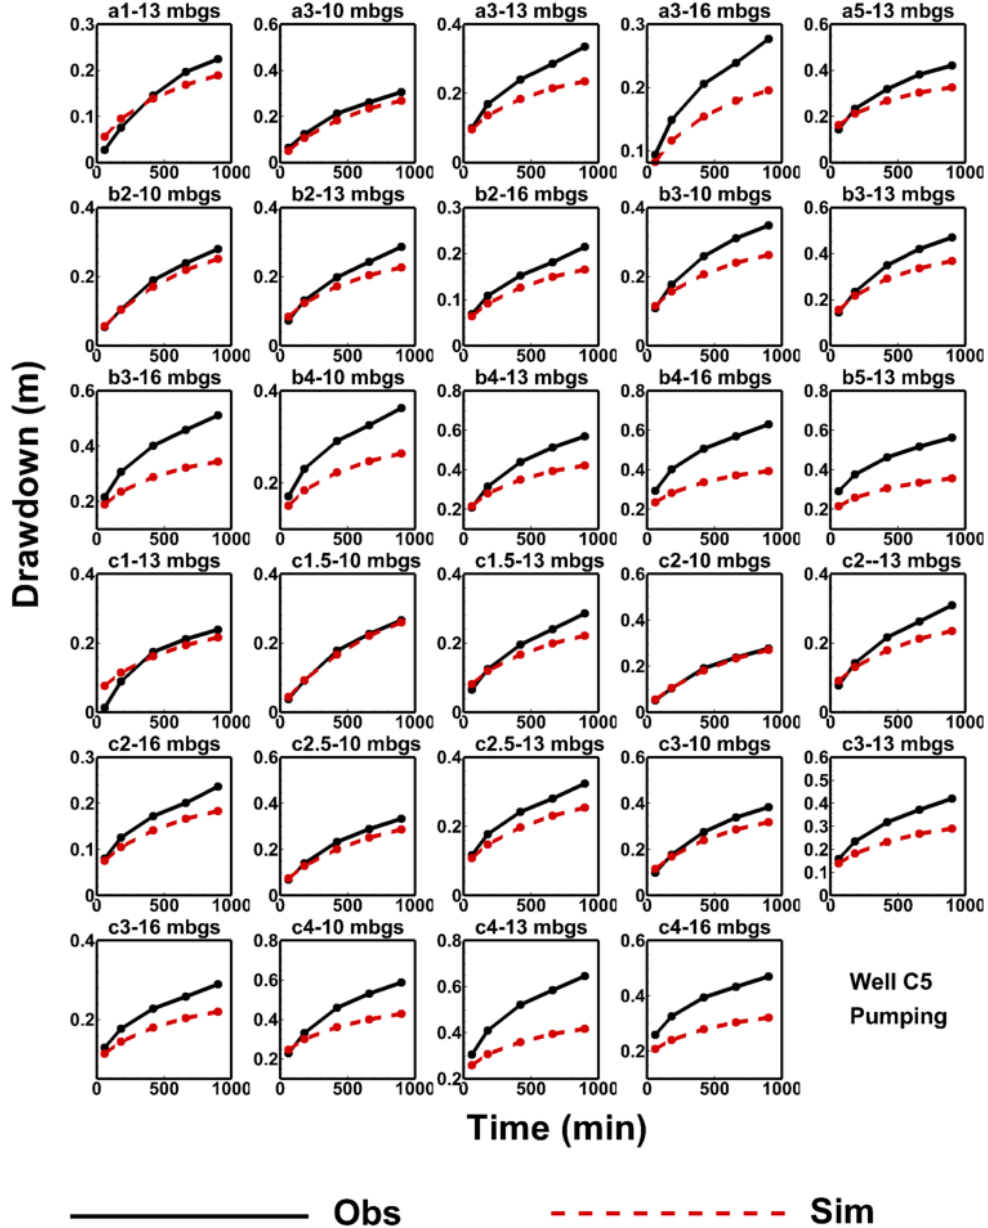 Drawdown (m)
a1-13 mbgs
0.3
0.2
0.1
0
0 500 1000
a3-10 mbgs
0.6
0.4
0.2
0
0 500 1000
a3-13 mbgs
0.4
0.2
0
0 500 1000
a3-16 mbgs
0.3
0.2
0.1
0 500 1000
a5-13 mbgs
0.6
0.4
0.2
0
0 500 1000
b2-10 mbgs
0.4
0.2
0
0 500 1000
b2-13 mbgs
0.4
0.2
0
0 500 1000
b2-16 mbgs
0.3
0.2
0.1
0
0 500 1000
b3-10 mbgs
0.4
0.2
0
0 500 1000
b3-13 mbgs
0.6
0.4
0.2
0
0 500 1000
b3-16 mbgs
0.6
0.4
0.2
0 500 1000
b4-10 mbgs
0.4
0.2
0 500 1000
b4-13 mbgs
0.8
0.6
0.4
0.2
0 500 1000
b4-16 mbgs
0.8
0.6
0.4
0.2
0 500 1000
b5-13 mbgs
0.8
0.6
0.4
0.2
0 500 1000
c1-13 mbgs
0.4
0.2
0
0 500 1000
c1.5-10 mbgs
0.4
0.2
0
0 500 1000
c1.5-13 mbgs
0.4
0.2
0
0 500 1000
c2-10 mbgs
0.6
0.4
0.2
0
0 500 1000
c2--13 mbgs
0.4
0.2
0
0 500 1000
c2-16 mbgs
0.3
0.2
0.1
0
0 500 1000
c2.5-10 mbgs
0.6
0.4
0.2
0
0 500 1000
c2.5-13 mbgs
0.4
0.2
0
0 500 1000
c3-10 mbgs
0.6
0.4
0.2
0
0 500 1000
c3-13 mbgs
0.6
0.5
0.4
0.3
0.2
0.1
0
0 500 1000
c3-16 mbgs
0.4
0.2
0 500 1000
c4-10 mbgs
0.8
0.6
0.4
0.2
0 500 1000
c4-13 mbgs
0.8
0.6
0.4
0.2
0 500 1000
c4-16 mbgs
0.6
0.4
0.2
0 500 1000
Well C5
Pumping
Time (min)
Obs
Sim